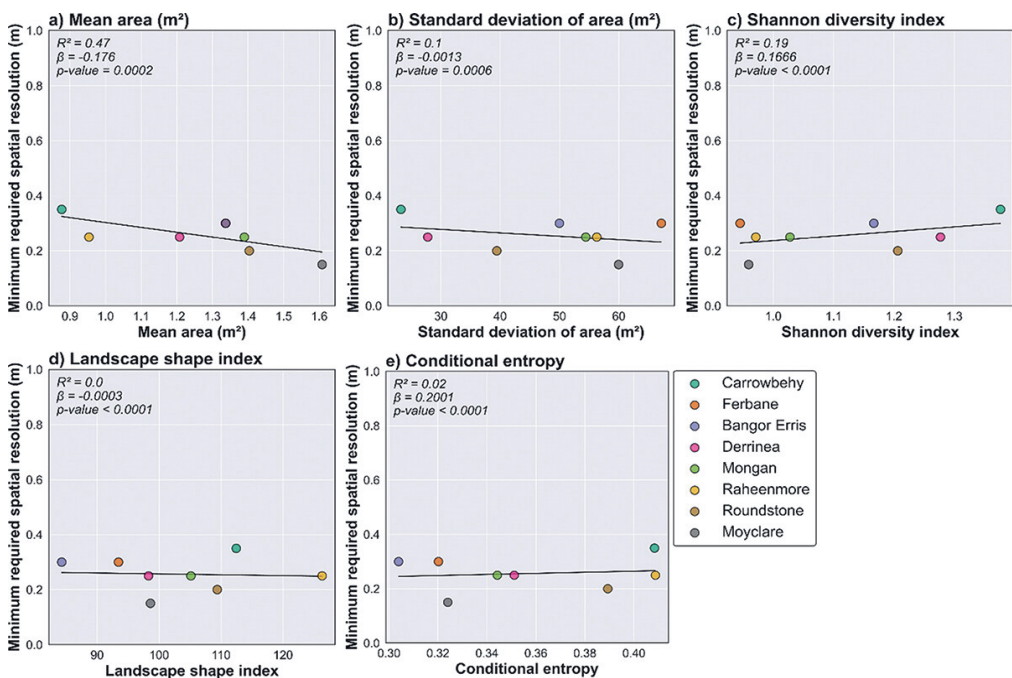 a) Mean area (m²)
R² = 0.47
β = -0.176
p-value = 0.0002
Minimum required spatial resolution (m)
1.0
0.8
0.6
0.4
0.2
0.0
0.9 1.0 1.1 1.2 1.3 1.4 1.5 1.6
Mean area (m²)
b) Standard deviation of area (m²)
R² = 0.1
β = -0.0013
p-value = 0.0006
Minimum required spatial resolution (m)
1.0
0.8
0.6
0.4
0.2
0.0
30 40 50 60
Standard deviation of area (m²)
c) Shannon diversity index
R² = 0.19
β = 0.1666
p-value < 0.0001
Minimum required spatial resolution (m)
1.0
0.8
0.6
0.4
0.2
0.0
1.0 1.1 1.2 1.3
Shannon diversity index
d) Landscape shape index
R² = 0.0
β = -0.0003
p-value < 0.0001
Minimum required spatial resolution (m)
1.0
0.8
0.6
0.4
0.2
0.0
90 100 110 120
Landscape shape index
e) Conditional entropy
R² = 0.02
β = 0.2001
p-value < 0.0001
Minimum required spatial resolution (m)
1.0
0.8
0.6
0.4
0.2
0.0
0.30 0.32 0.34 0.36 0.38 0.40
Conditional entropy
Carrowbehy
Ferbane
Bangor Erris
Derrinea
Mongan
Raheenmore
Roundstone
Moyclare